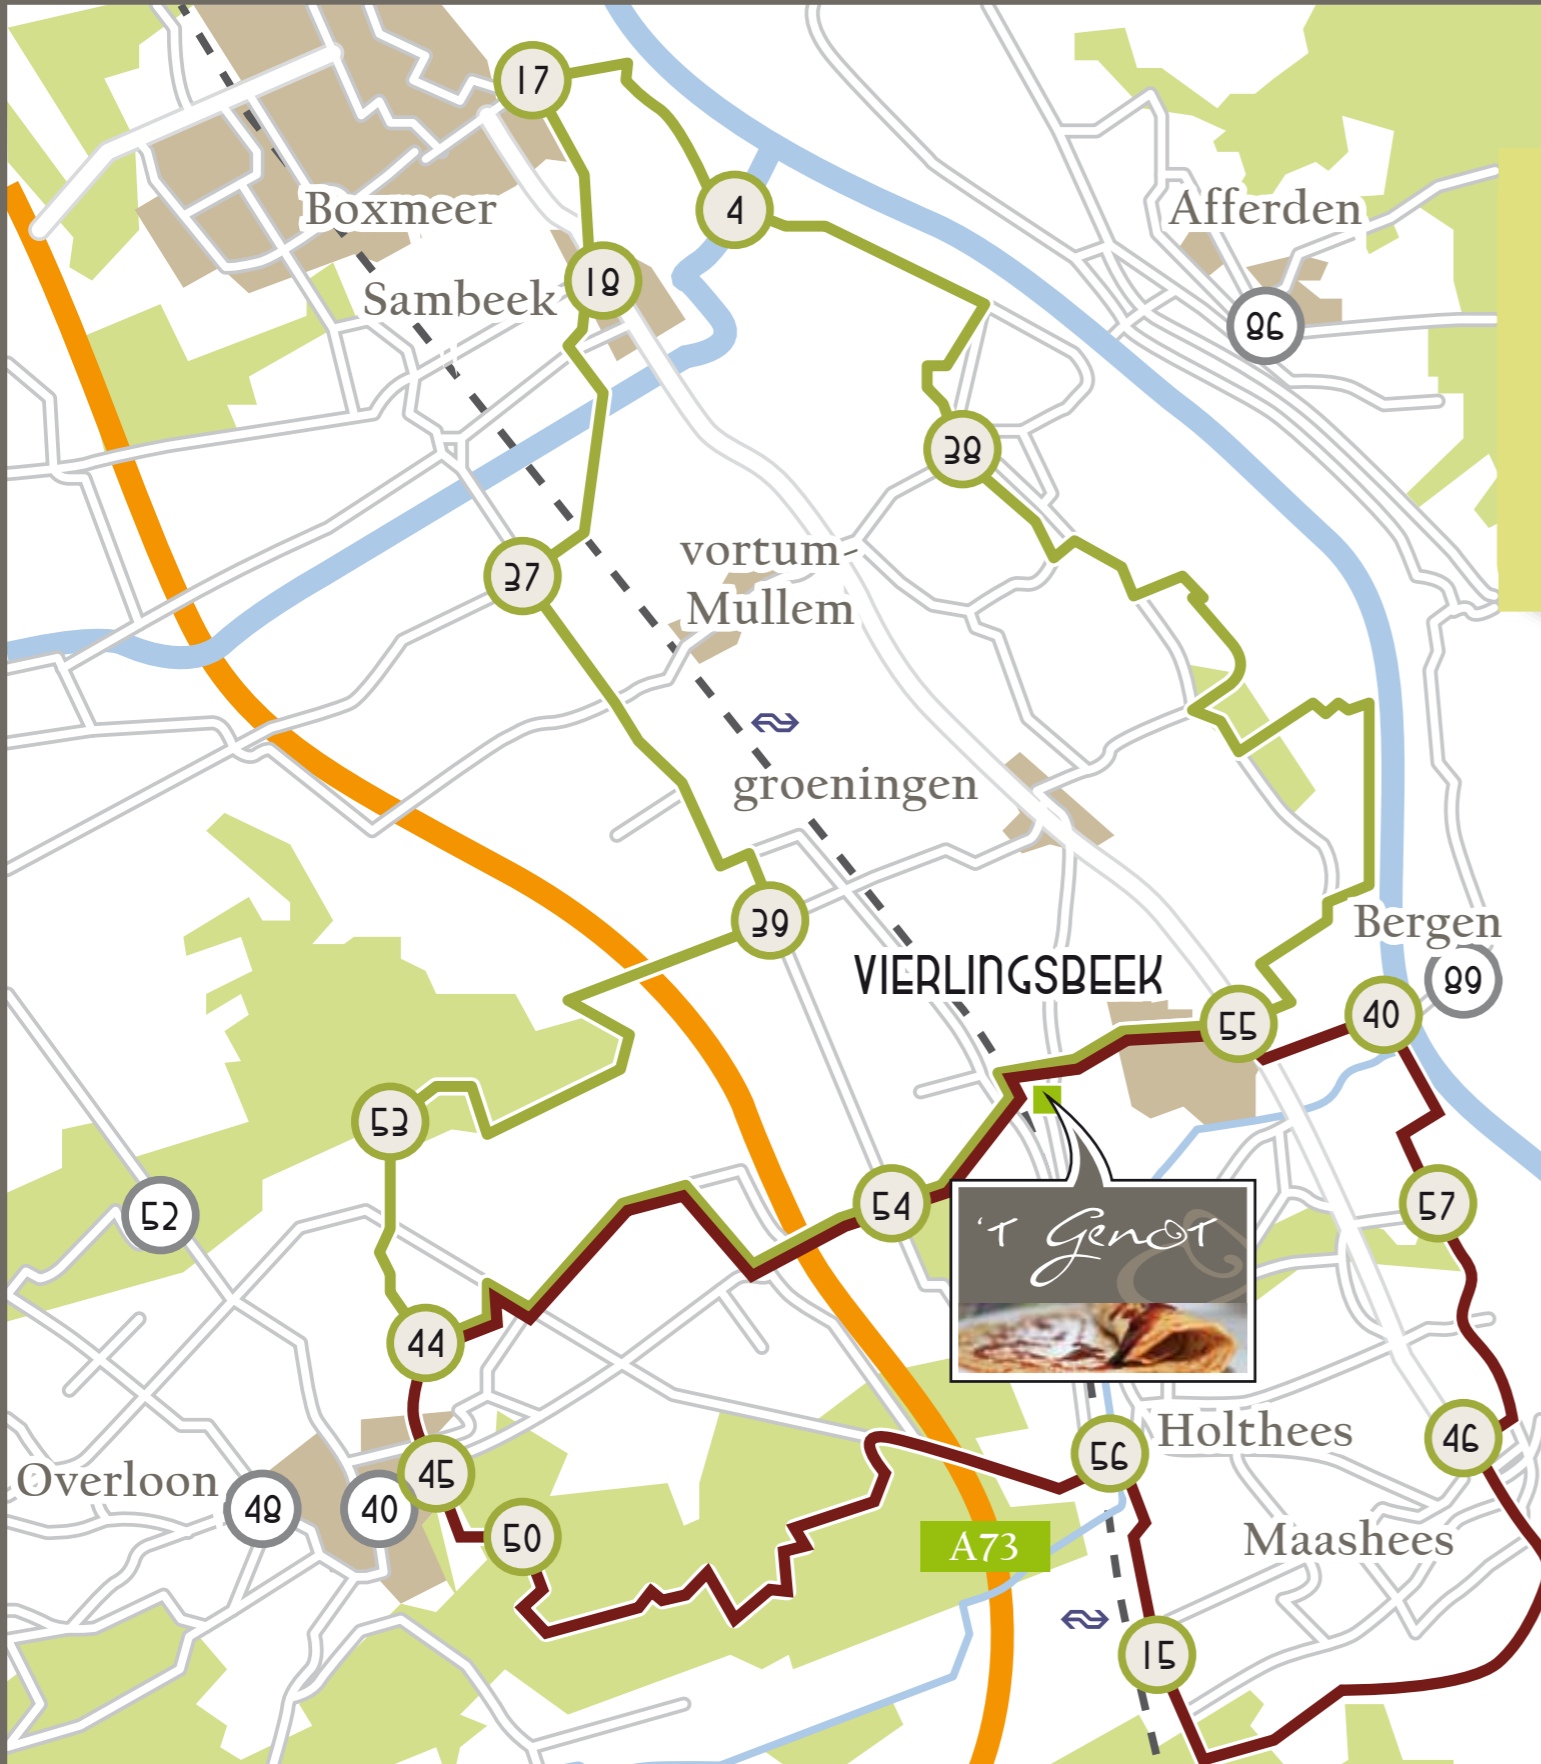 17
Boxmeer
4
Afferden
Sambeek
18
86
38
vortum-
Mullem
37
groeningen
39
Bergen
VIERLINGSBEEK
89
55
40
53
52
54
57
't Genot
44
56
Holthees
46
Overloon
45
48
40
50
A73
Maashees
15